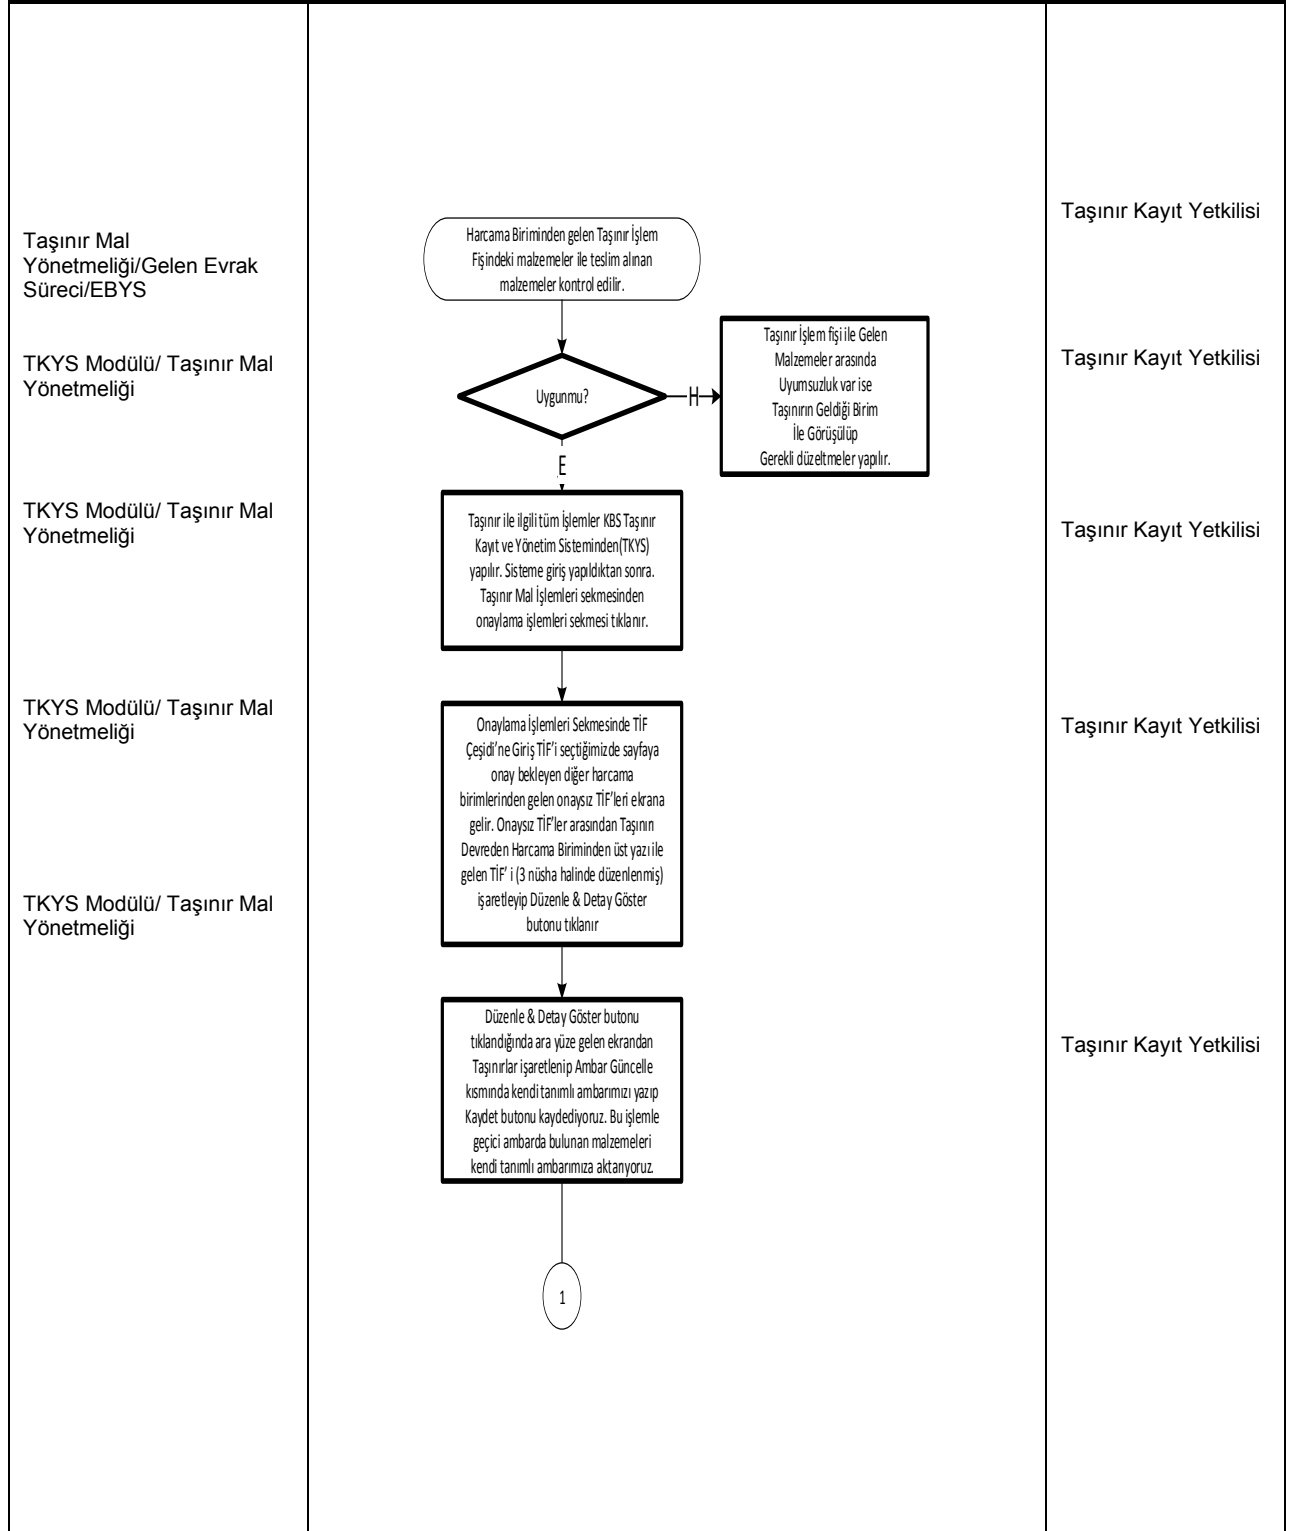 Taşınır Mal
Yönetmeliği/Gelen Evrak
Süreci/EBYS
TKYS Modülü/ Taşınır Mal
Yönetmeliği
TKYS Modülü/ Taşınır Mal
Yönetmeliği
TKYS Modülü/ Taşınır Mal
Yönetmeliği
TKYS Modülü/ Taşınır Mal
Yönetmeliği
Harcama Biriminden gelen Taşınır İşlem
Fişindeki malzemeler ile teslim alınan
malzemeler kontrol edilir.
Uygunmu?
H
Taşınır İşlem fişi ile Gelen
Malzemeler arasında
Uyumsuzluk var ise
Taşınırın Geldiği Birim
İle Görüşülüp
Gerekli düzeltmeler yapılır.
E
Taşınır ile ilgili tüm İşlemler KBS Taşınır
Kayıt ve Yönetim Sisteminden(TKYS)
yapılır. Sisteme giriş yapıldıktan sonra.
Taşınır Mal İşlemleri sekmesinden
onaylama işlemleri sekmesi tıklanır.
Onaylama İşlemleri Sekmesinde TİF
Çeşidi’ne Giriş TİF’i seçtiğimizde sayfaya
onay bekleyen diğer harcama
birimlerinden gelen onaysız TİF’leri ekrana
gelir. Onaysız TİF’ler arasından Taşının
Devreden Harcama Biriminden üst yazı ile
gelen TİF’ i (3 nüsha halinde düzenlenmiş)
işaretleyip Düzenle & Detay Göster
butonu tıklanır
Düzenle & Detay Göster butonu
tıklandığında ara yüze gelen ekrandan
Taşınırlar işaretlenip Ambar Güncelle
kısmında kendi tanımlı ambarımızı yazıp
Kaydet butonu kaydediyoruz. Bu işlemle
geçici ambarda bulunan malzemeleri
kendi tanımlı ambarımıza aktarıyoruz.
1
Taşınır Kayıt Yetkilisi
Taşınır Kayıt Yetkilisi
Taşınır Kayıt Yetkilisi
Taşınır Kayıt Yetkilisi
Taşınır Kayıt Yetkilisi